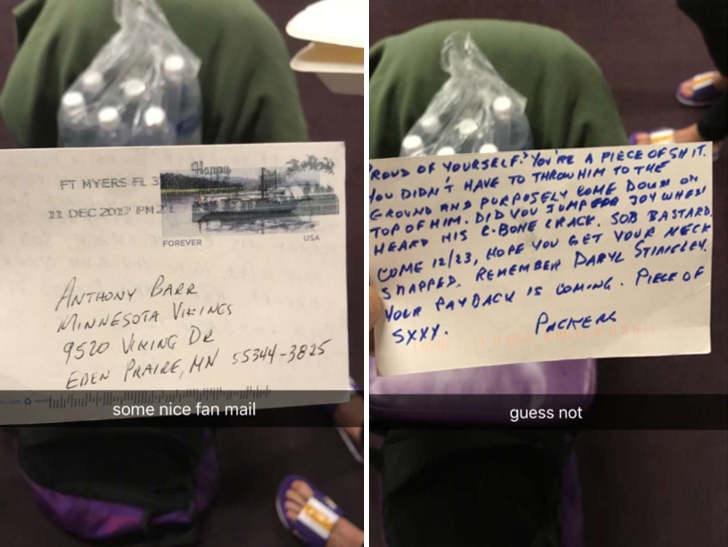 Happy
FT MYERS FL 3
11 DEC 2017 PM 2 L
FOREVER
USA
ANTHONY BARR
MINNESOTA VIKINGS
9520 VIKING DR
EDEN PRAIRE, MN 55344-3825
some nice fan mail
ROUD OF YOURSELF? YOU'RE A PIECE OF SHIT.
OU DIDN'T HAVE TO THROW HIM TO THE
GROUND AND PURPOSELY COME DOWN ON
TOP OF HIM. DID YOU JUMP FOR JOY WHEN
HEARD HIS C-BONE CRACK. SOB BASTARD.
COME 12/23, HOPE YOU GET YOUR NECK
SNAPPED. REMEMBER DARYL STINGLEY.
YOUR PAYBACK IS COMING. PIECE OF
SXXY.
PACKERS
guess not